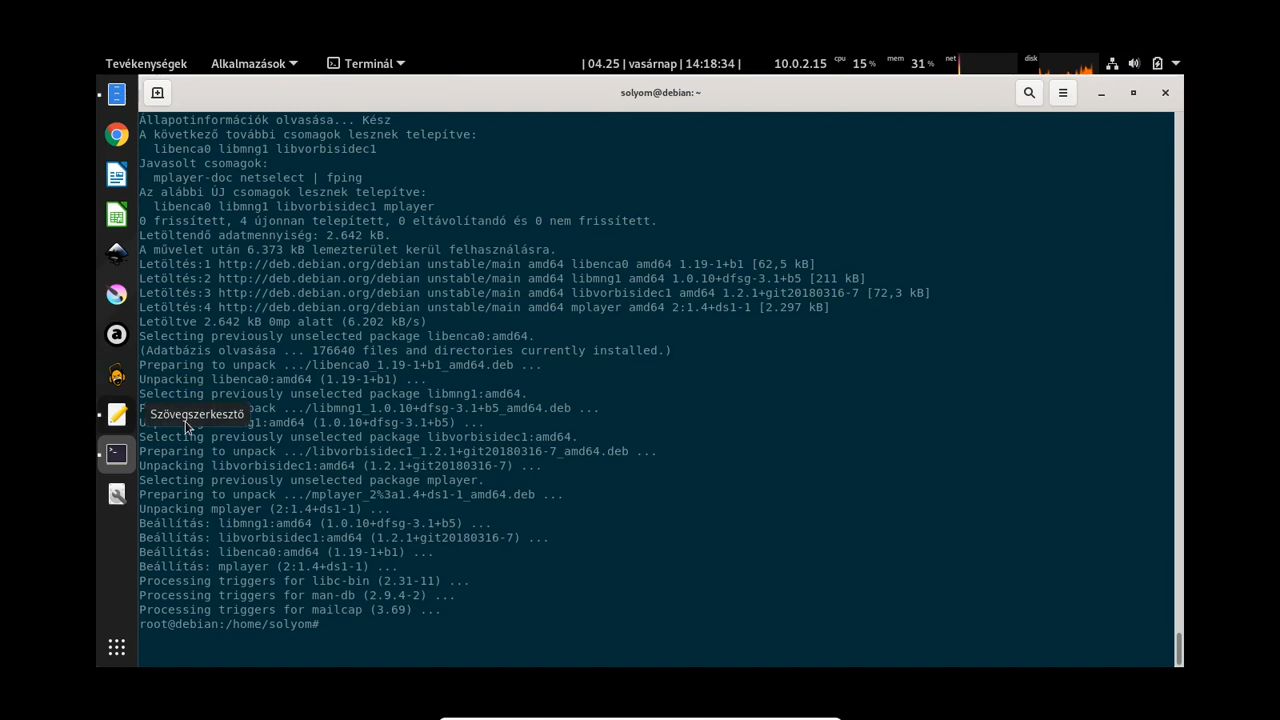 Tevékenységek Alkalmazások Terminál | 04.25 | vasárnap | 14:18:34 | 10.0.2.15 cpu 15 % mem 31 % net disk
solyom@debian: ~
Állapotinformációk olvasása... Kész
A következő további csomagok lesznek telepítve:
  libenca0 libmng1 libvorbisidec1
Javasolt csomagok:
  mplayer-doc netselect | fping
Az alábbi ÚJ csomagok lesznek telepítve:
  libenca0 libmng1 libvorbisidec1 mplayer
0 frissített, 4 újonnan telepített, 0 eltávolítandó és 0 nem frissített.
Letöltendő adatmennyiség: 2.642 kB.
A művelet után 6.373 kB lemezterület kerül felhasználásra.
Letöltés:1 http://deb.debian.org/debian unstable/main amd64 libenca0 amd64 1.19-1+b1 [62,5 kB]
Letöltés:2 http://deb.debian.org/debian unstable/main amd64 libmng1 amd64 1.0.10+dfsg-3.1+b5 [211 kB]
Letöltés:3 http://deb.debian.org/debian unstable/main amd64 libvorbisidec1 amd64 1.2.1+git20180316-7 [72,3 kB]
Letöltés:4 http://deb.debian.org/debian unstable/main amd64 mplayer amd64 2:1.4+ds1-1 [2.297 kB]
Letöltve 2.642 kB 0mp alatt (6.202 kB/s)
Selecting previously unselected package libenca0:amd64.
(Adatbázis olvasása ... 176640 files and directories currently installed.)
Preparing to unpack .../libenca0_1.19-1+b1_amd64.deb ...
Unpacking libenca0:amd64 (1.19-1+b1) ...
Selecting previously unselected package libmng1:amd64.
Szövegszerkesztő pack .../libmng1_1.0.10+dfsg-3.1+b5_amd64.deb ...
g1:amd64 (1.0.10+dfsg-3.1+b5) ...
Selecting previously unselected package libvorbisidec1:amd64.
Preparing to unpack .../libvorbisidec1_1.2.1+git20180316-7_amd64.deb ...
Unpacking libvorbisidec1:amd64 (1.2.1+git20180316-7) ...
Selecting previously unselected package mplayer.
Preparing to unpack .../mplayer_2%3a1.4+ds1-1_amd64.deb ...
Unpacking mplayer (2:1.4+ds1-1) ...
Beállítás: libmng1:amd64 (1.0.10+dfsg-3.1+b5) ...
Beállítás: libvorbisidec1:amd64 (1.2.1+git20180316-7) ...
Beállítás: libenca0:amd64 (1.19-1+b1) ...
Beállítás: mplayer (2:1.4+ds1-1) ...
Processing triggers for libc-bin (2.31-11) ...
Processing triggers for man-db (2.9.4-2) ...
Processing triggers for mailcap (3.69) ...
root@debian:/home/solyom#